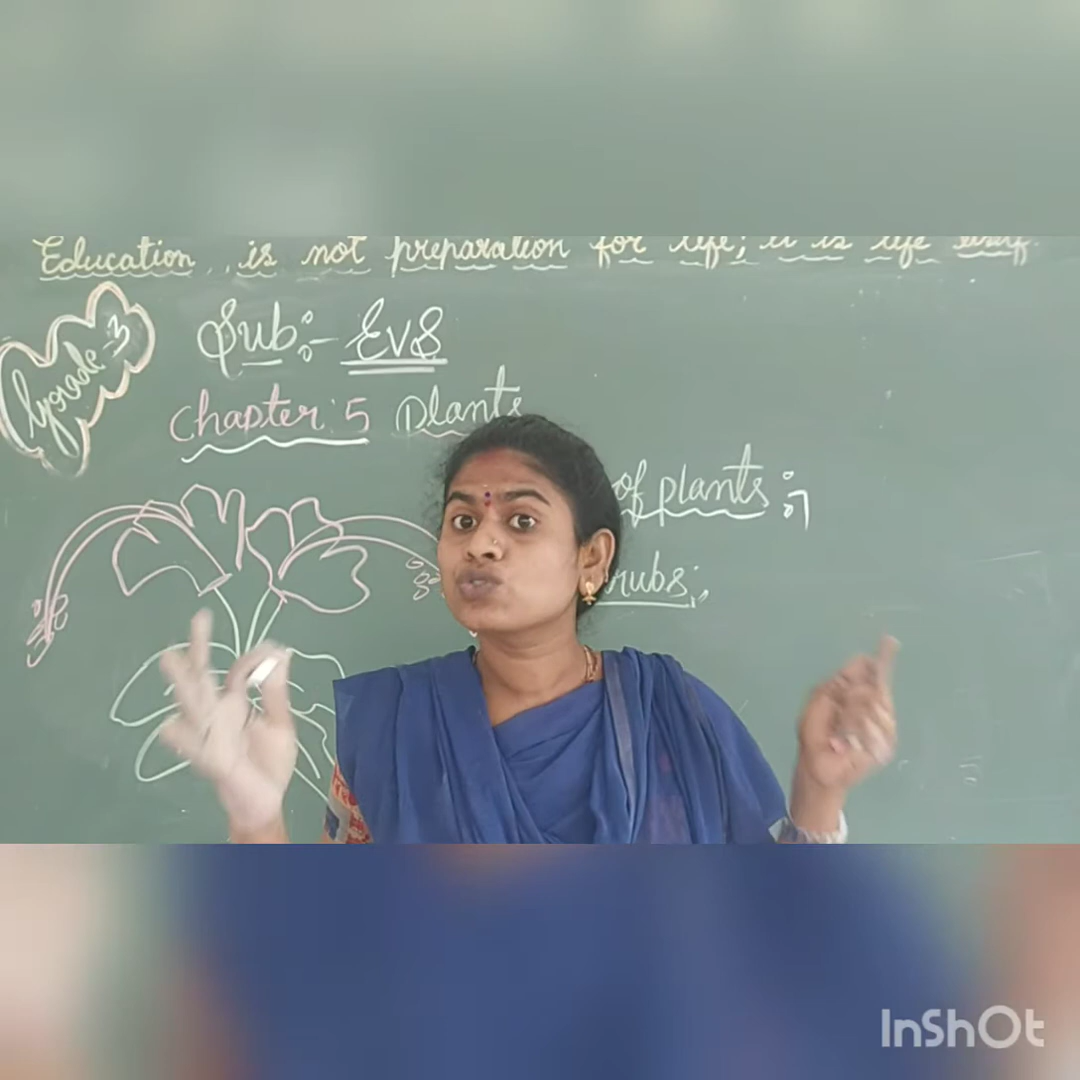 Education is not preparation for life; it is life itself.
Grade-3
Sub:- EVS
Chapter: 5 Plants
of plants:
rubs:
InShOt